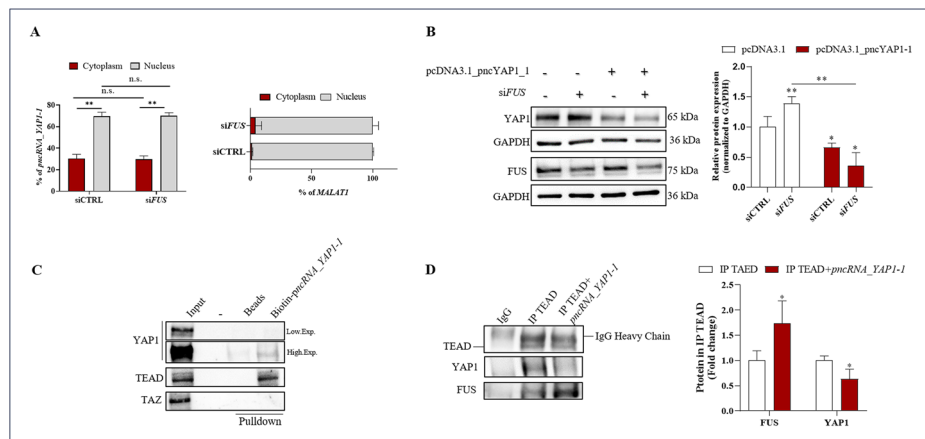 A
Cytoplasm Nucleus
n.s.
n.s.
** **
% of pncRNA_YAP1-1
80
60
40
20
0
siCTRL siFUS
Cytoplasm Nucleus
siFUS
siCTRL
0 50 100
% of MALAT1
B
pcDNA3.1_pncYAP1_1 - - + +
siFUS - + - +
YAP1 65 kDa
GAPDH 36 kDa
FUS 75 kDa
GAPDH 36 kDa
pcDNA3.1 pcDNA3.1_pncYAP1-1
**
**
*
*
Relative protein expression
(normalized to GAPDH)
2.0
1.5
1.0
0.5
0.0
siCTRL siFUS siCTRL siFUS
C
Input - Beads Biotin-pncRNA_YAP1-1
YAP1
Low.Exp.
High.Exp.
TEAD
TAZ
Pulldown
D
IgG IP TEAD IP TEAD+
pncRNA_YAP1-1
IgG Heavy Chain
TEAD
YAP1
FUS
IP TAED IP TEAD+pncRNA_YAP1-1
*
*
Ptotein in IP TEAD
(Fold change)
2.5
2.0
1.5
1.0
0.5
0.0
FUS YAP1